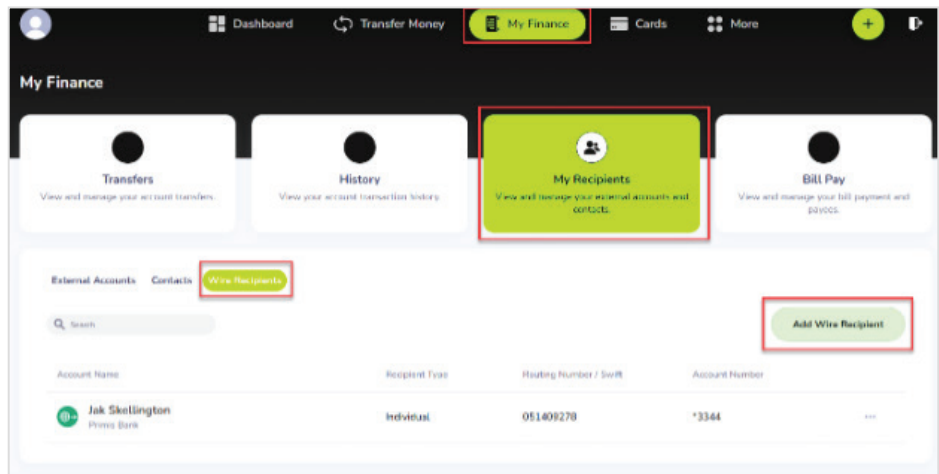 Dashboard Transfer Money My Finance Cards More
My Finance
Transfers
View and manage your account transfers.
History
View your account transaction history.
My Recipients
View and manage your external accounts and
contacts.
Bill Pay
View and manage your bill payment and
payees.
External Accounts Contacts Wire Recipients
Search
Add Wire Recipient
Account Name Recipient Type Routing Number / Swift Account Number
Jak Skellington
Primis Bank
Individual 051409278 *3344